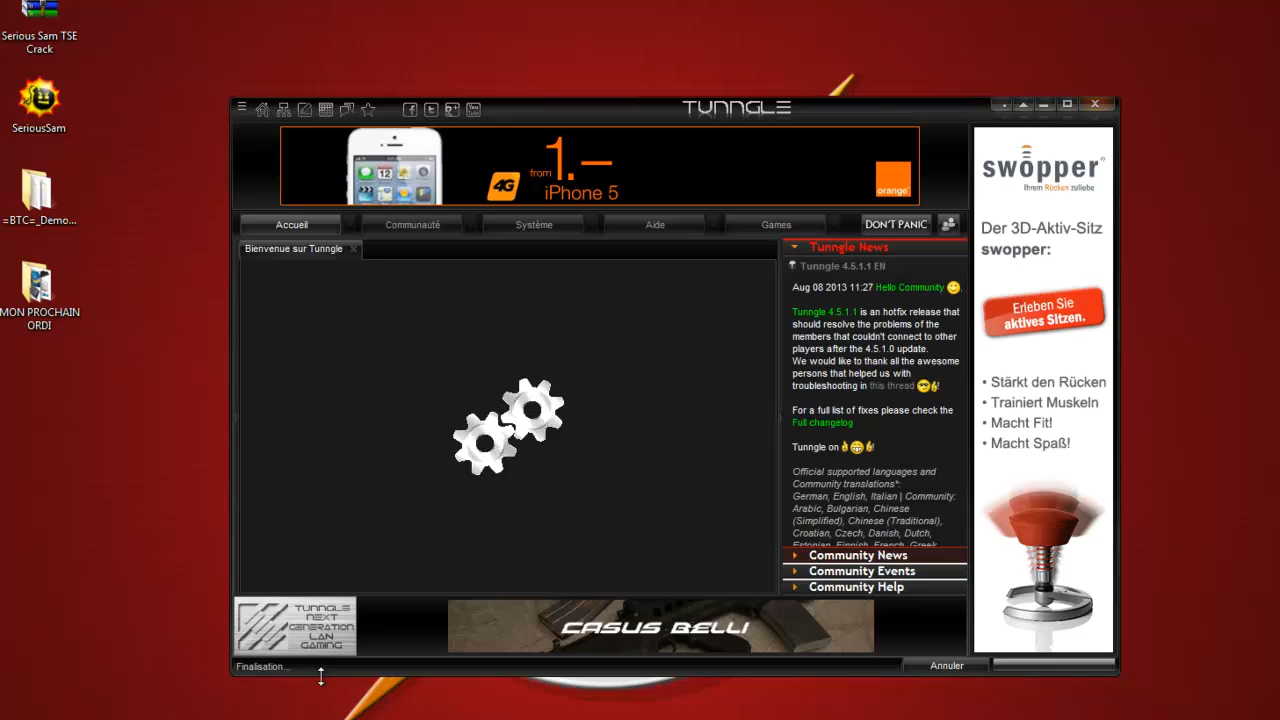 Serious Sam TSE
Crack
SeriousSam
=BTC=_Demo...
MON PROCHAIN
ORDI
TUNNGLE
from 1.–
4G
iPhone 5
orange™
Accueil
Communauté
Système
Aide
Games
DON'T PANIC
Bienvenue sur Tunngle
Tunngle News
Tunngle 4.5.1.1 EN
Aug 08 2013 11:27 Hello Community
Tunngle 4.5.1.1 is an hotfix release that
should resolve the problems of the
members that couldn't connect to other
players after the 4.5.1.0 update.
We would like to thank all the awesome
persons that helped us with
troubleshooting in this thread !
For a full list of fixes please check the
Full changelog
Tunngle on !
Official supported languages and
Community translations*:
German, English, Italian | Community:
Arabic, Bulgarian, Chinese
(Simplified), Chinese (Traditional),
Croatian, Czech, Danish, Dutch,
Estonian, Finnish, French, Greek
Community News
Community Events
Community Help
swopper®
Ihrem Rücken zuliebe
Der 3D-Aktiv-Sitz
swopper:
Erleben Sie
aktives Sitzen.
• Stärkt den Rücken
• Trainiert Muskeln
• Macht Fit!
• Macht Spaß!
TUNNGLE
NEXT
GENERATION
LAN
GAMING
CASUS BELLI
Finalisation...
Annuler